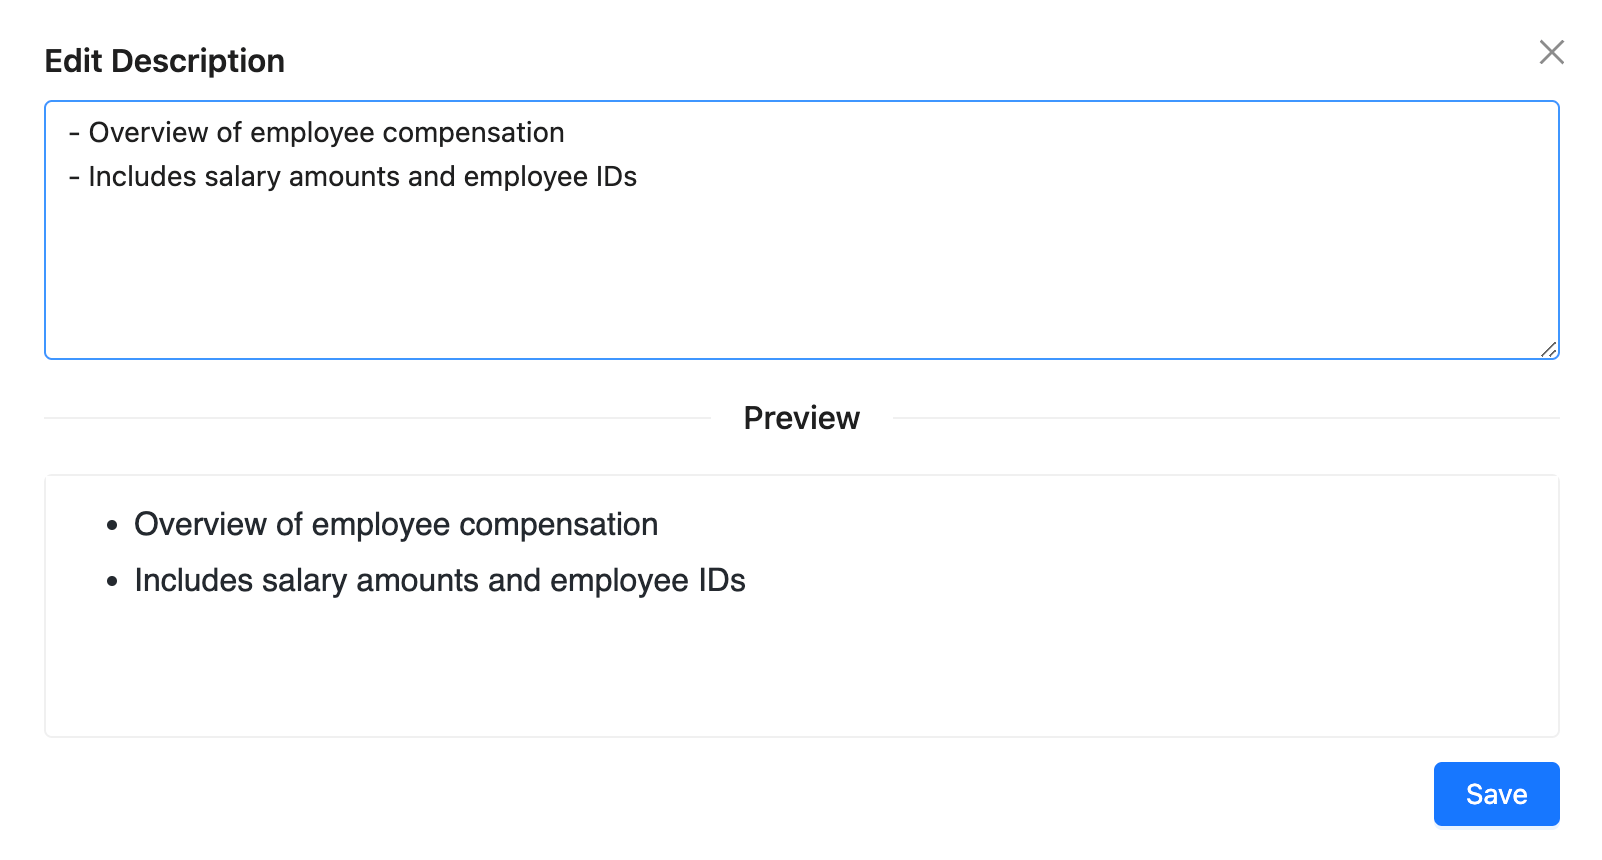 Edit Description
- Overview of employee compensation
- Includes salary amounts and employee IDs
Preview
• Overview of employee compensation
• Includes salary amounts and employee IDs
Save